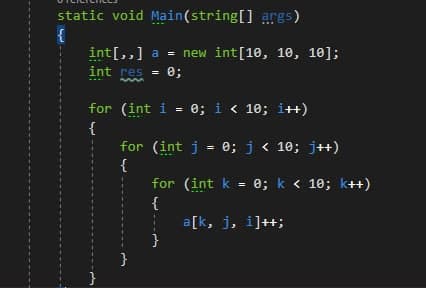 0 references
static void Main(string[] args)
{
int[,,] a = new int[10, 10, 10];
int res = 0;
for (int i = 0; i < 10; i++)
{
for (int j = 0; j < 10; j++)
{
for (int k = 0; k < 10; k++)
{
a[k, j, i]++;
}
}
}